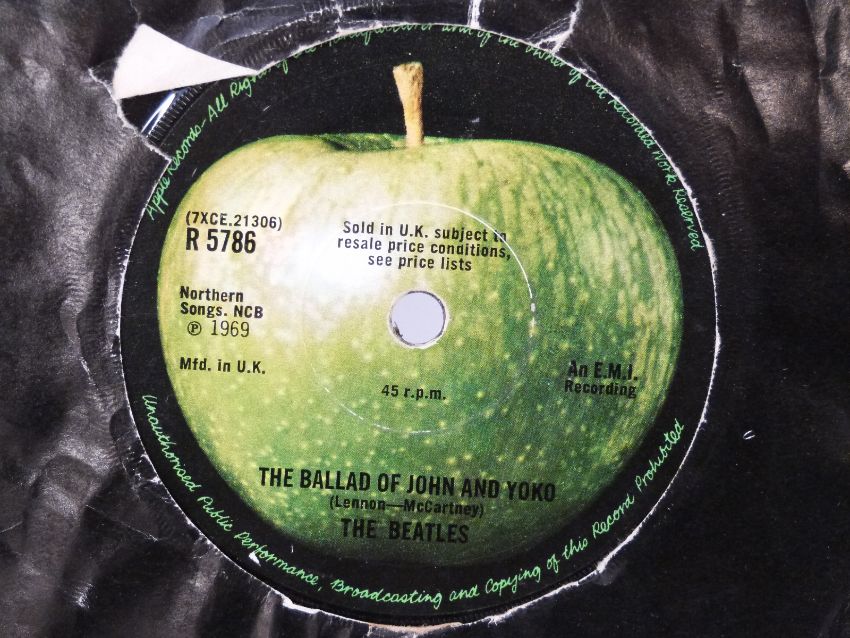 Apple Records-All Rights of the Manufacturer and of the Owner of the Recorded Work Reserved
(7XCE.21306)
R 5786
Sold in U.K. subject to
resale price conditions,
see price lists
Northern
Songs. NCB
℗ 1969
Mfd. in U.K.
An E.M.I.
Recording
45 r.p.m.
THE BALLAD OF JOHN AND YOKO
(Lennon—McCartney)
THE BEATLES
Unauthorised Public Performance, Broadcasting and Copying of this Record Prohibited